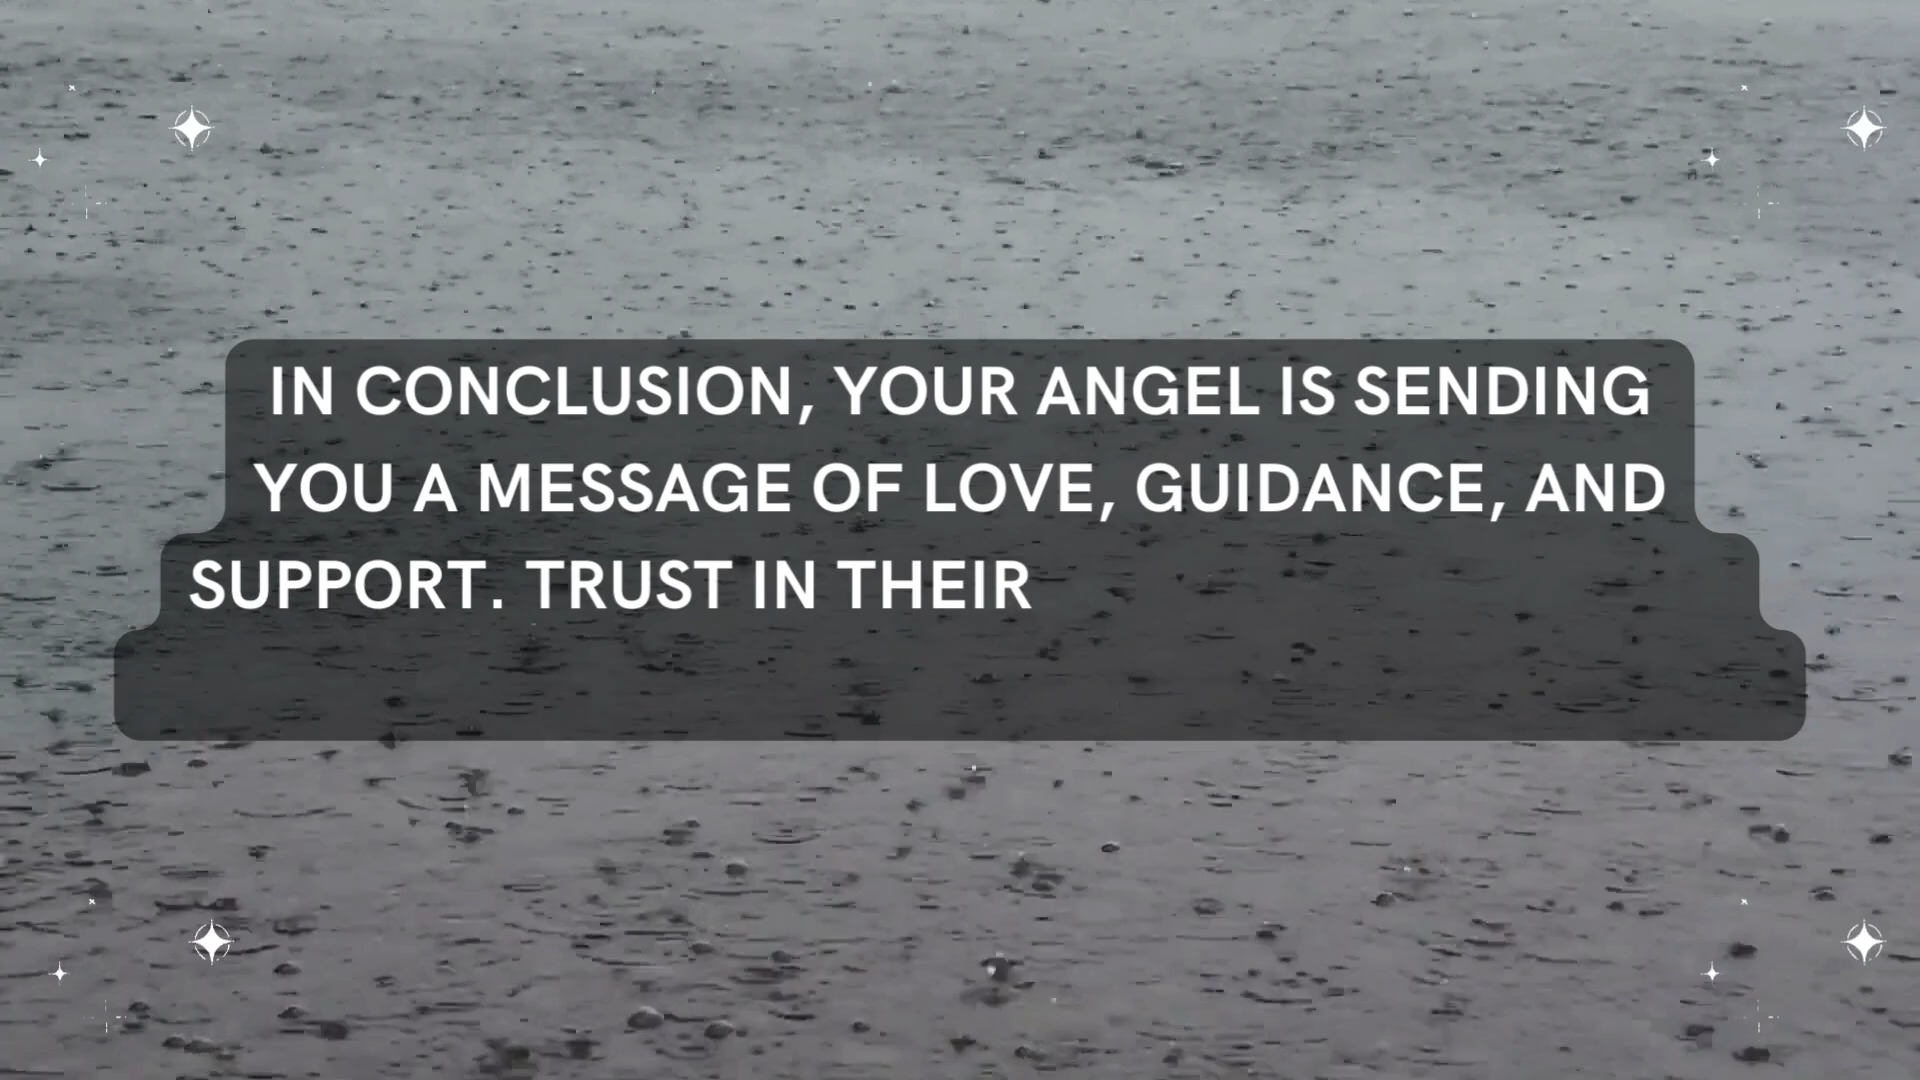 IN CONCLUSION, YOUR ANGEL IS SENDING
YOU A MESSAGE OF LOVE, GUIDANCE, AND
SUPPORT. TRUST IN THEIR